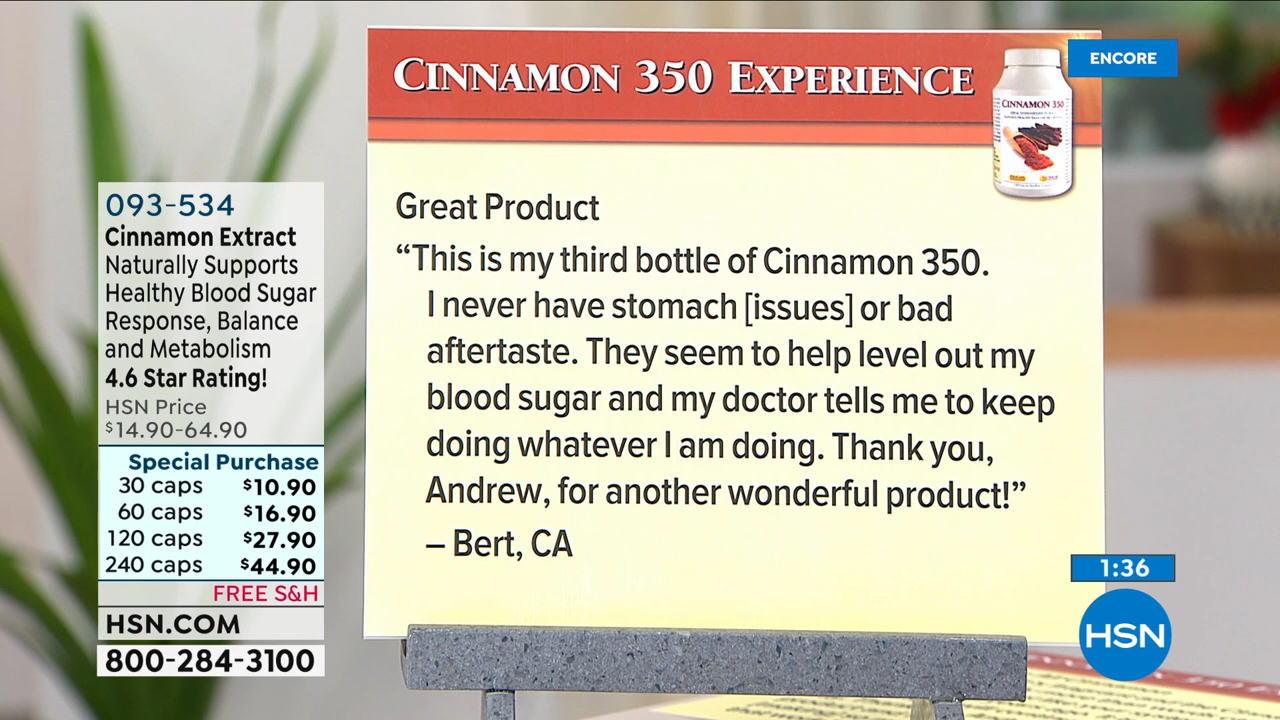 ENCORE
CINNAMON 350 EXPERIENCE
CINNAMON 350
Great Product
“This is my third bottle of Cinnamon 350.
I never have stomach [issues] or bad
aftertaste. They seem to help level out my
blood sugar and my doctor tells me to keep
doing whatever I am doing. Thank you,
Andrew, for another wonderful product!”
– Bert, CA
093-534
Cinnamon Extract
Naturally Supports
Healthy Blood Sugar
Response, Balance
and Metabolism
4.6 Star Rating!
HSN Price
$14.90-64.90
Special Purchase
30 caps $10.90
60 caps $16.90
120 caps $27.90
240 caps $44.90
FREE S&H
HSN.COM
800-284-3100
1:36
HSN